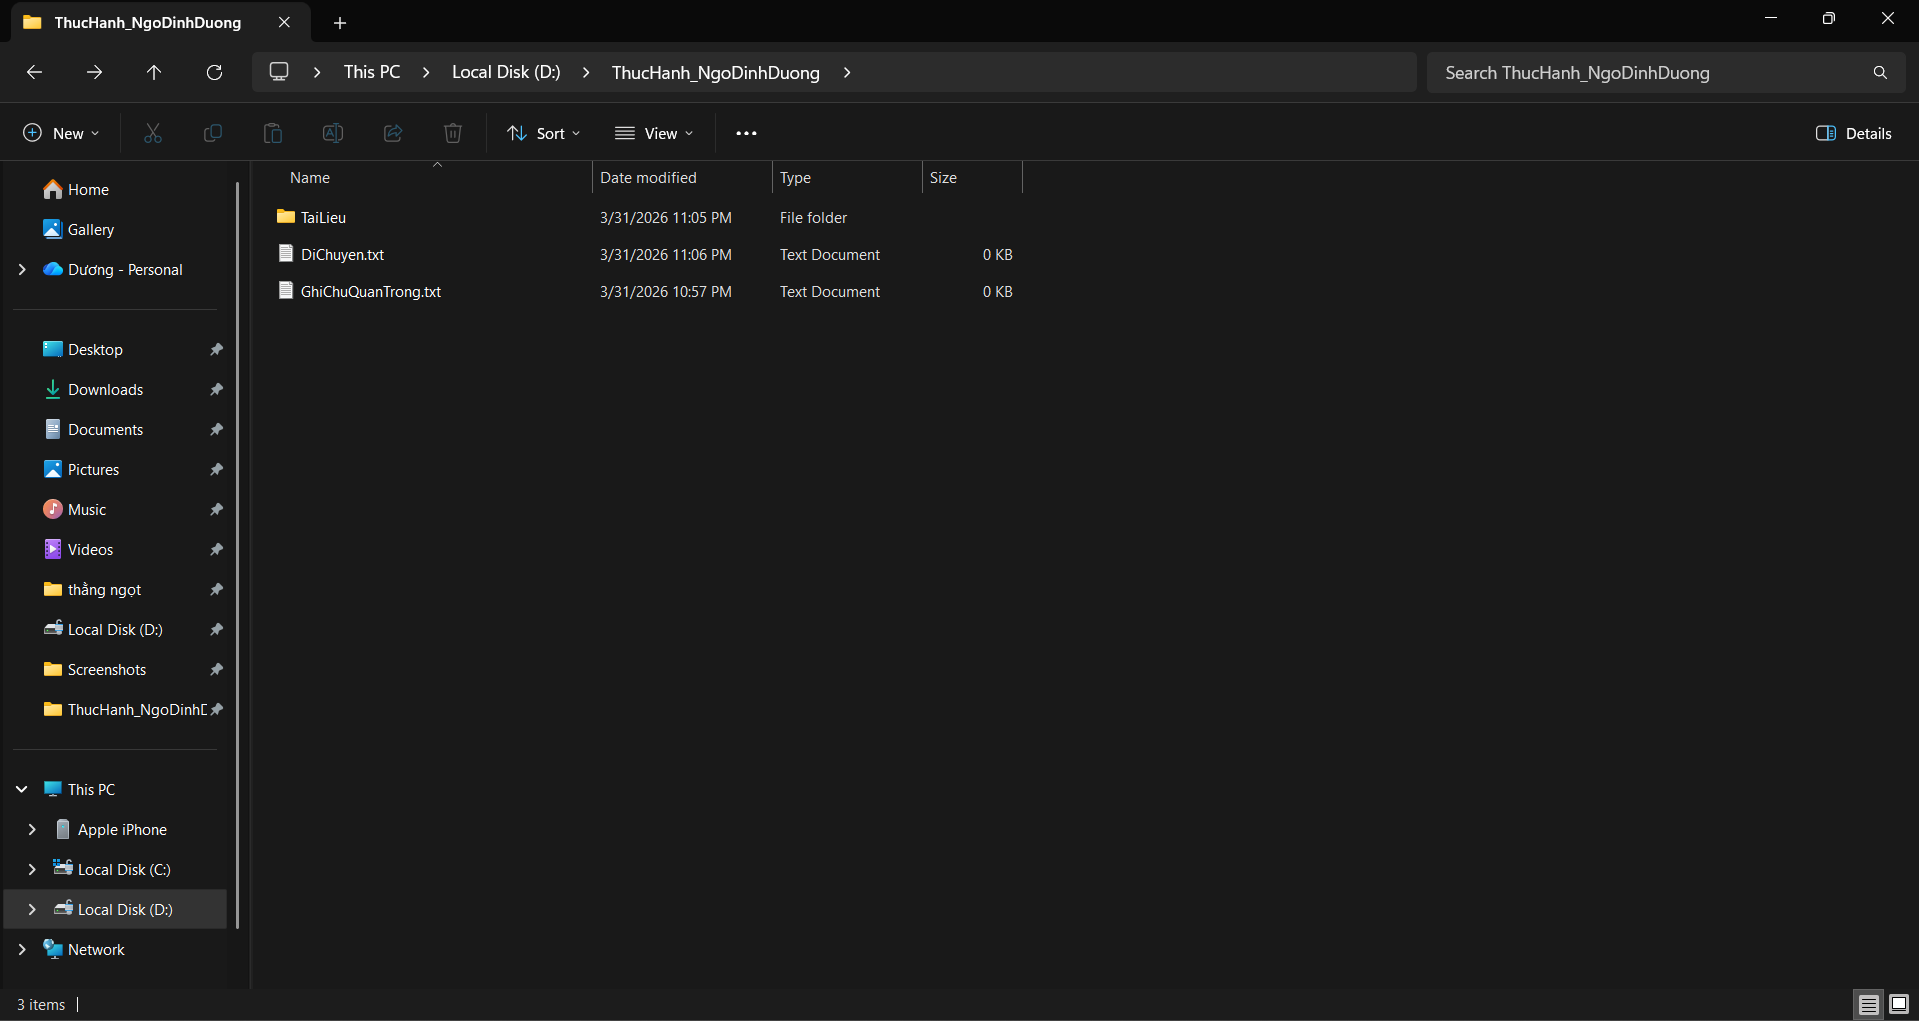 ThucHanh_NgoDinhDuong
This PC > Local Disk (D:) > ThucHanh_NgoDinhDuong >
Search ThucHanh_NgoDinhDuong
New
Sort
View
Details
Name Date modified Type Size
TaiLieu 3/31/2026 11:05 PM File folder
DiChuyen.txt 3/31/2026 11:06 PM Text Document 0 KB
GhiChuQuanTrong.txt 3/31/2026 10:57 PM Text Document 0 KB
Home
Gallery
Dương - Personal
Desktop
Downloads
Documents
Pictures
Music
Videos
thằng ngọt
Local Disk (D:)
Screenshots
ThucHanh_NgoDinhD
This PC
Apple iPhone
Local Disk (C:)
Local Disk (D:)
Network
3 items